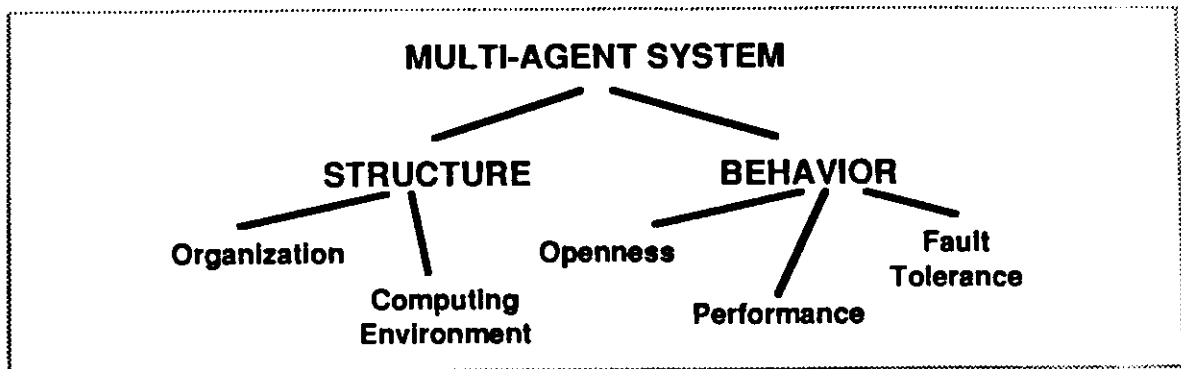 MULTI-AGENT SYSTEM
STRUCTURE
BEHAVIOR
Organization
Computing
Environment
Openness
Performance
Fault
Tolerance